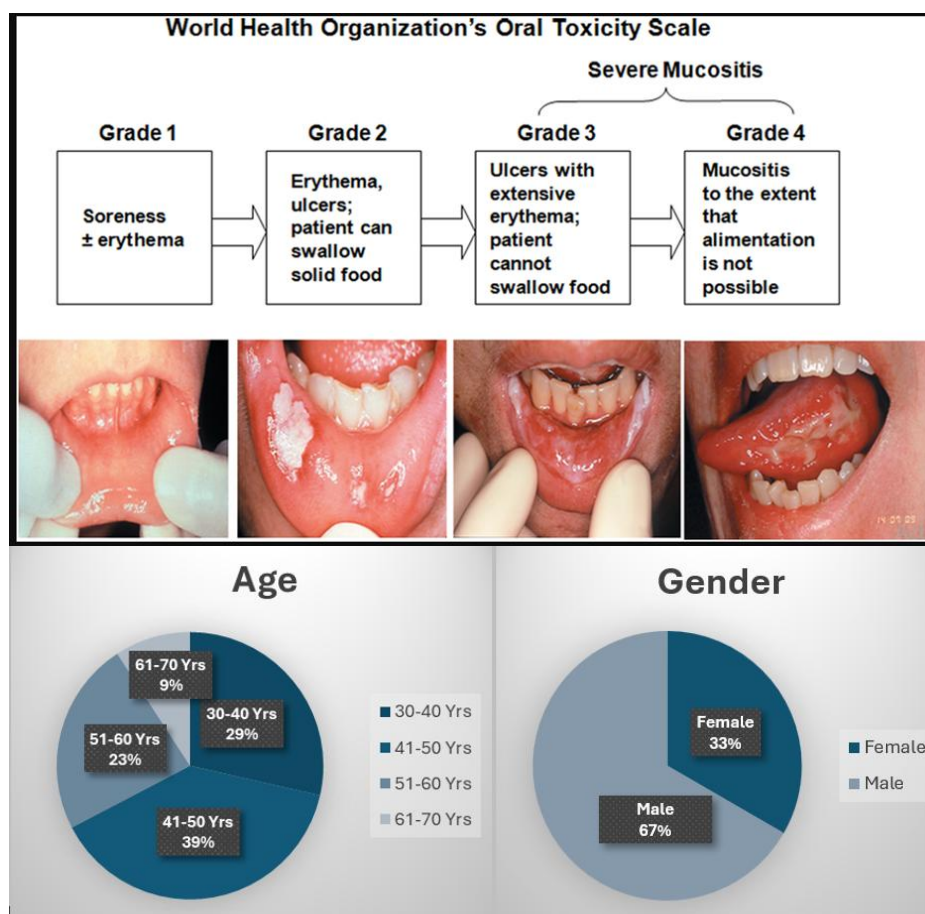 World Health Organization's Oral Toxicity Scale
Severe Mucositis
Grade 1
Grade 2
Grade 3
Grade 4
Soreness
± erythema
Erythema,
ulcers;
patient can
swallow
solid food
Ulcers with
extensive
erythema;
patient
cannot
swallow food
Mucositis
to the extent
that
alimentation
is not
possible
Age
61-70 Yrs
9%
30-40 Yrs
29%
51-60 Yrs
23%
41-50 Yrs
39%
30-40 Yrs
41-50 Yrs
51-60 Yrs
61-70 Yrs
Gender
Female
33%
Male
67%
Female
Male